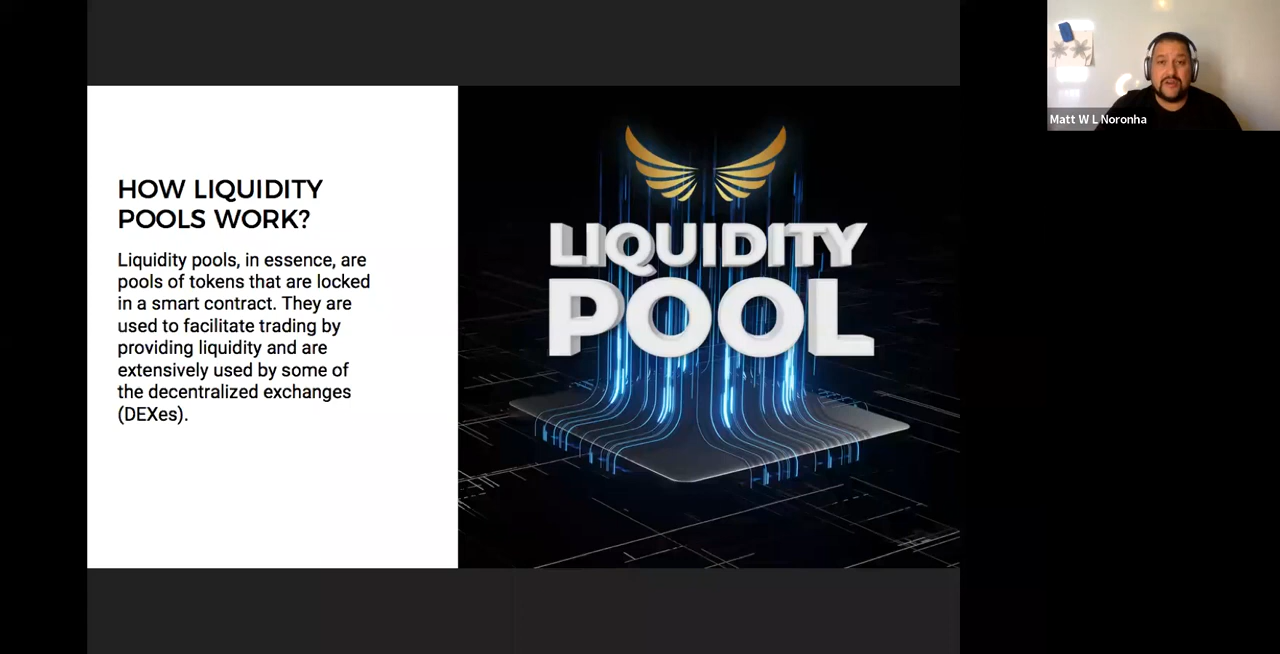 HOW LIQUIDITY
POOLS WORK?
Liquidity pools, in essence, are
pools of tokens that are locked
in a smart contract. They are
used to facilitate trading by
providing liquidity and are
extensively used by some of
the decentralized exchanges
(DEXes).
LIQUIDITY
POOL
Matt W L Noronha